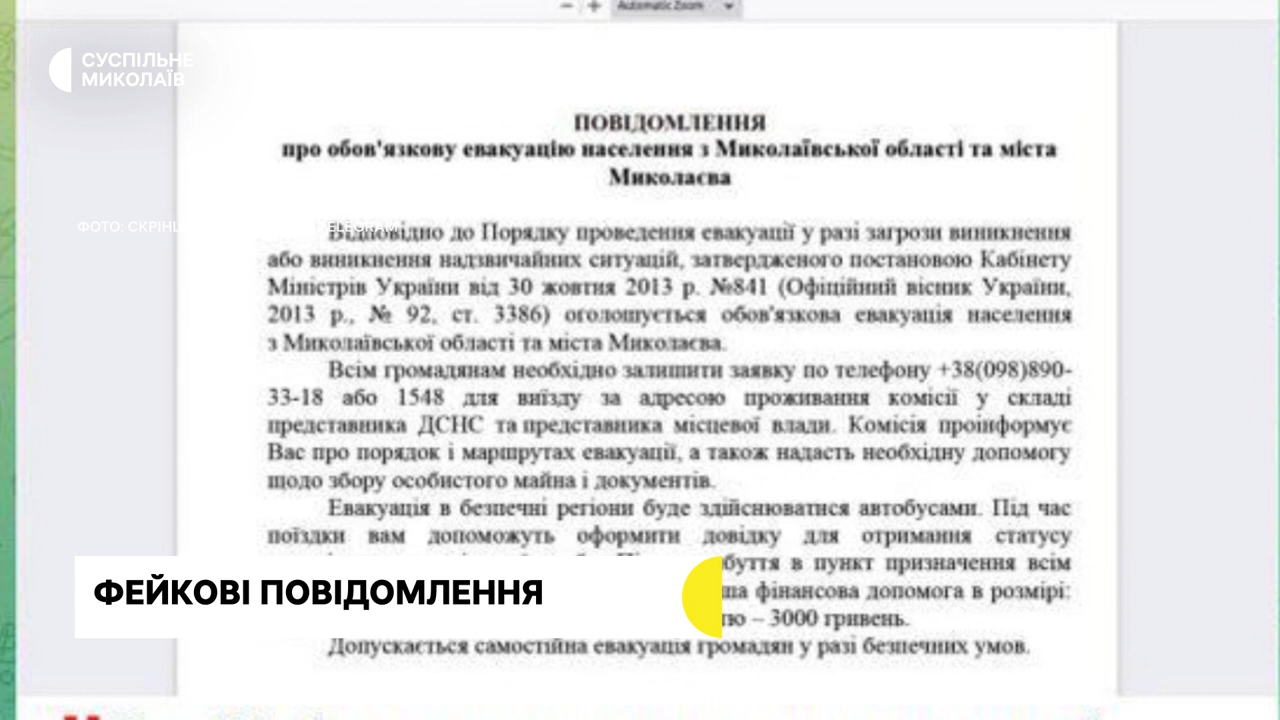 Automatic Zoom
СУСПІЛЬНЕ
МИКОЛАЇВ
ПОВІДОМЛЕННЯ
про обов'язкову евакуацію населення з Миколаївської області та міста
Миколаєва
ФОТО: СКРІНШ
TELEGRAM
Відповідно до Порядку проведення евакуації у разі загрози виникнення
або виникнення надзвичайних ситуацій, затвердженого постановою Кабінету
Міністрів України від 30 жовтня 2013 р. №841 (Офіційний вісник України,
2013 р., № 92, ст. 3386) оголошується обов'язкова евакуація населення
з Миколаївської області та міста Миколаєва.
Всім громадянам необхідно залишити заявку по телефону +38(098)890-
33-18 або 1548 для виїзду за адресою проживання комісії у складі
представника ДСНС та представника місцевої влади. Комісія проінформує
Вас про порядок і маршрутах евакуації, а також надасть необхідну допомогу
щодо збору особистого майна і документів.
Евакуація в безпечні регіони буде здійснюватися автобусами. Під час
поїздки вам допоможуть оформити довідку для отримання статусу
буття в пункт призначення всім
ша фінансова допомога в розмірі:
ю – 3000 гривень.
Допускається самостійна евакуація громадян у разі безпечних умов.
ФЕЙКОВІ ПОВІДОМЛЕННЯ